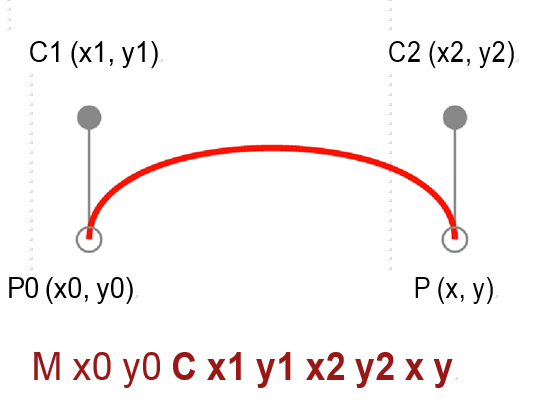 C1 (x1, y1) C2 (x2, y2)
P0 (x0, y0) P (x, y)
M x0 y0 C x1 y1 x2 y2 x y